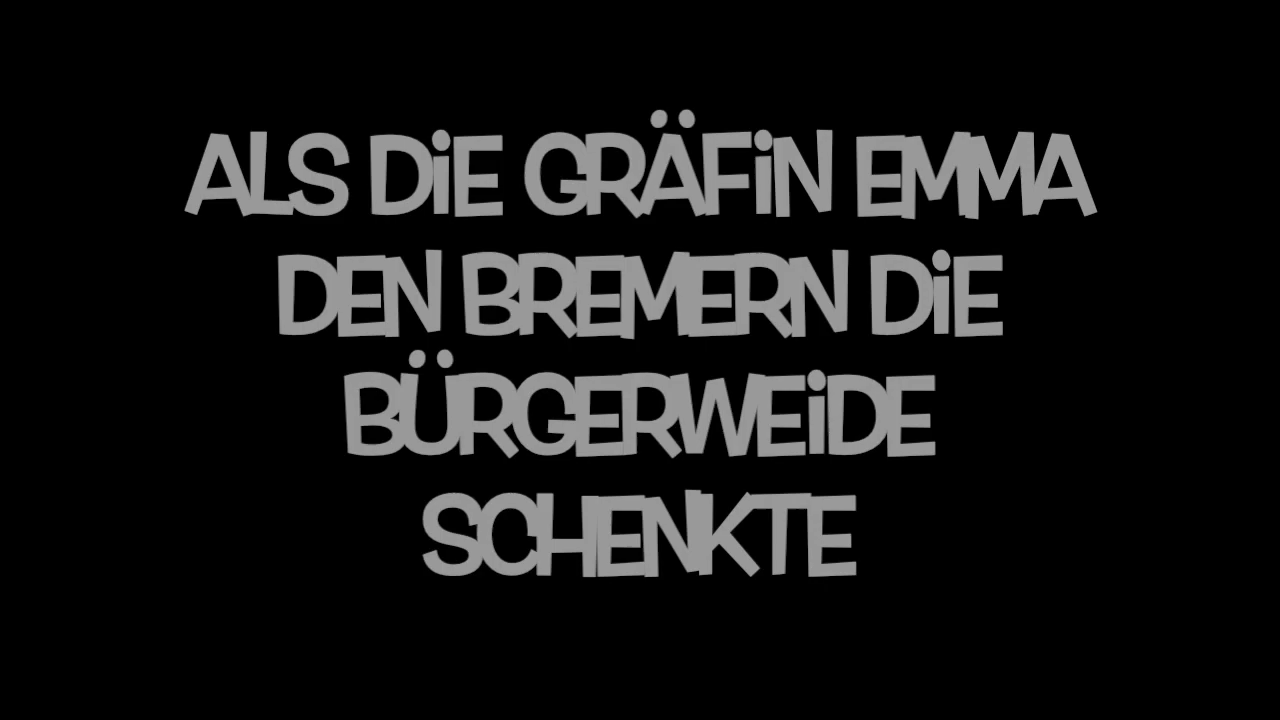 ALS DiE GRÄFiN EMMA
DEN BREMERN DiE
BÜRGERWEiDE
SCHENKTE